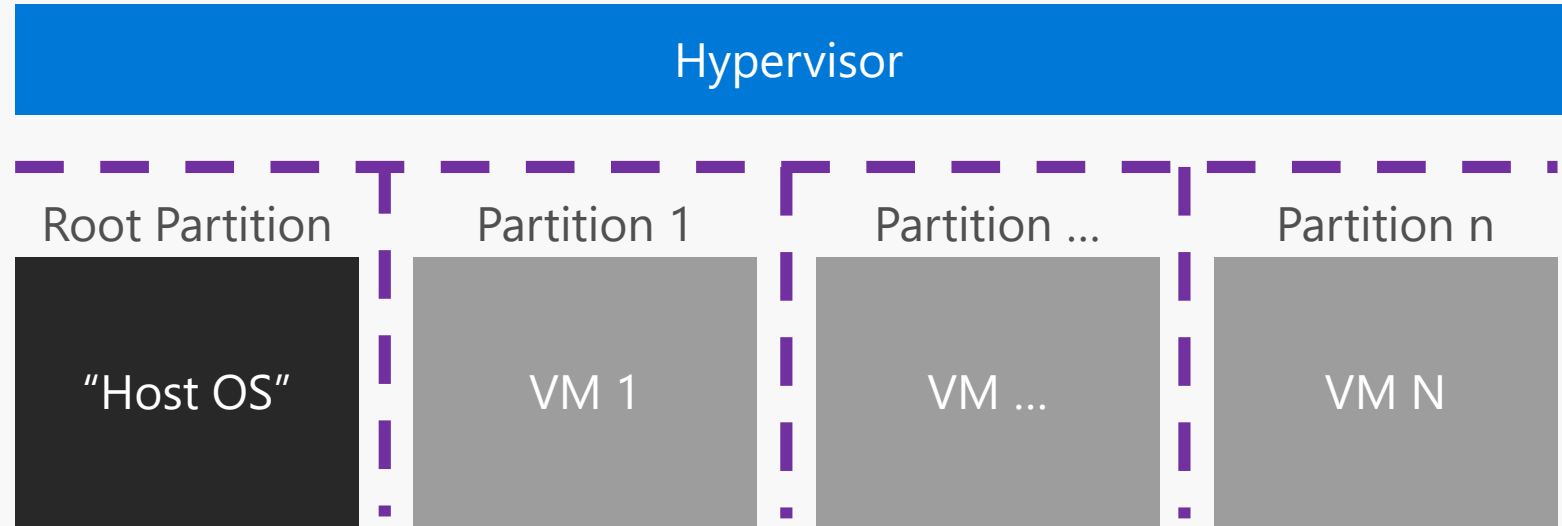 Hypervisor
Root Partition
Partition 1
Partition ...
Partition n
“Host OS”
VM 1
VM ...
VM N